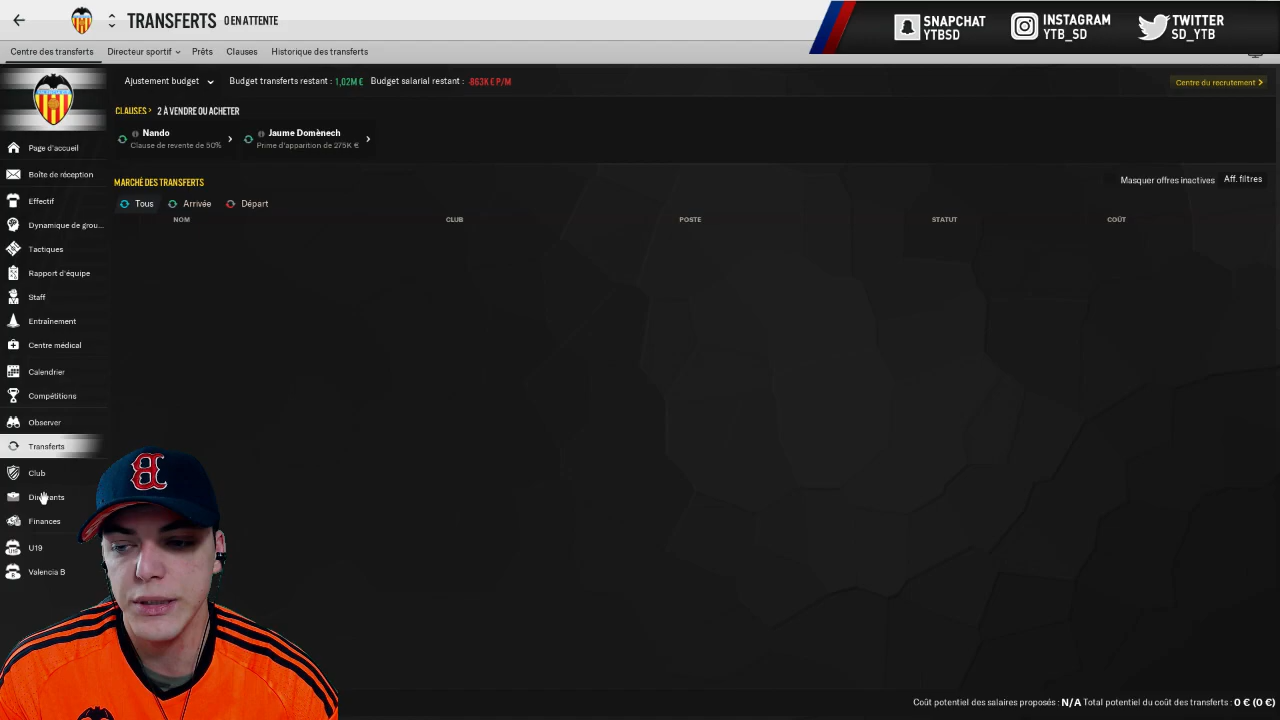 TRANSFERTS 0 EN ATTENTE
SNAPCHAT
YTBSD
INSTAGRAM
YTB_SD
TWITTER
SD_YTB
Centre des transferts Directeur sportif Prêts Clauses Historique des transferts
Ajustement budget Budget transferts restant : 1,02M € Budget salarial restant : -863K € P/M Centre du recrutement >
CLAUSES > 2 À VENDRE OU ACHETER
Nando
Clause de revente de 50%
Jaume Domènech
Prime d'apparition de 275K €
MARCHÉ DES TRANSFERTS
Masquer offres inactives Aff. filtres
Tous Arrivée Départ
NOM CLUB POSTE STATUT COÛT
Page d'accueil
Boîte de réception
Effectif
Dynamique de grou...
Tactiques
Rapport d'équipe
Staff
Entraînement
Centre médical
Calendrier
Compétitions
Observer
Transferts
Club
Dirigeants
Finances
U19
Valencia B
B
Coût potentiel des salaires proposés : N/A Total potentiel du coût des transferts : 0 € (0 €)